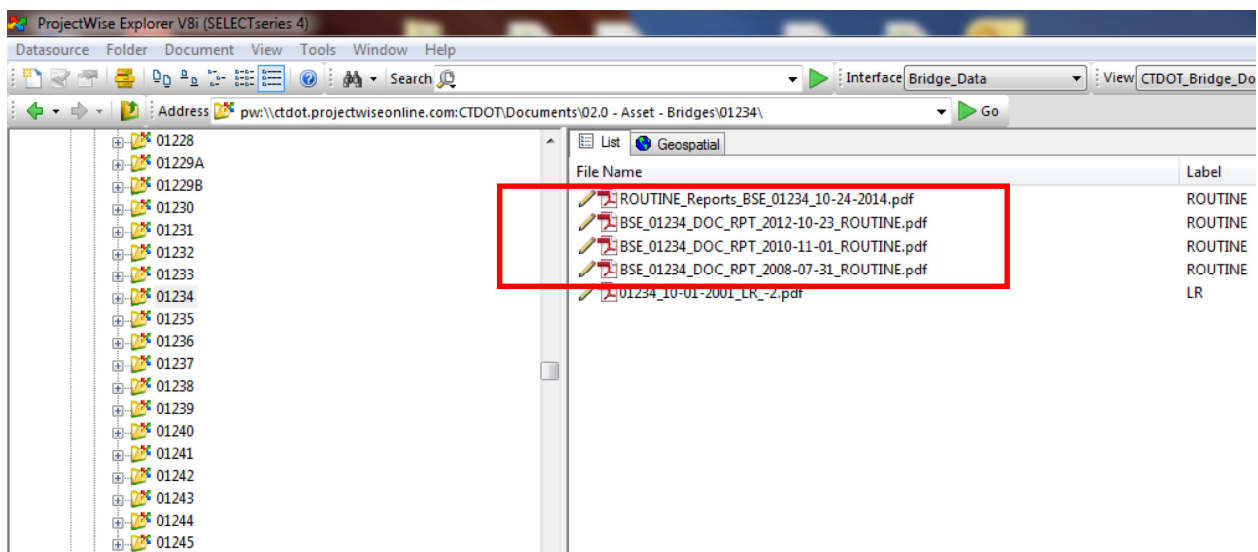 ProjectWise Explorer V8i (SELECTseries 4)
Datasource Folder Document View Tools Window Help
Search Interface Bridge_Data View CTDOT_Bridge_Do
Address pw:\\ctdot.projectwiseonline.com:CTDOT\Documents\02.0 - Asset - Bridges\01234\ Go
01228
01229A
01229B
01230
01231
01232
01233
01234
01235
01236
01237
01238
01239
01240
01241
01242
01243
01244
01245
List Geospatial
File Name Label
ROUTINE_Reports_BSE_01234_10-24-2014.pdf ROUTINE
BSE_01234_DOC_RPT_2012-10-23_ROUTINE.pdf ROUTINE
BSE_01234_DOC_RPT_2010-11-01_ROUTINE.pdf ROUTINE
BSE_01234_DOC_RPT_2008-07-31_ROUTINE.pdf ROUTINE
01234_10-01-2001_LR_-2.pdf LR